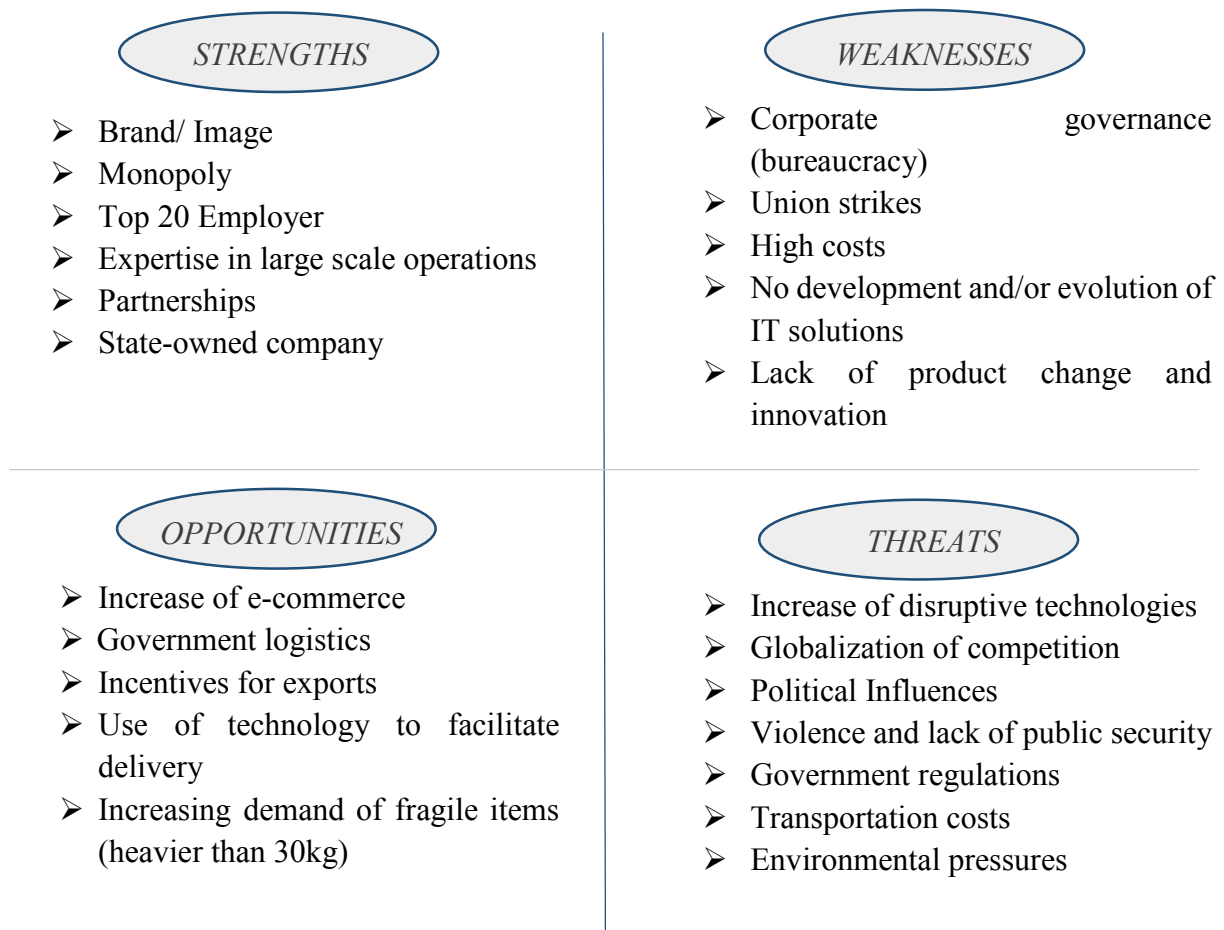 STRENGTHS
➢ Brand/ Image
➢ Monopoly
➢ Top 20 Employer
➢ Expertise in large scale operations
➢ Partnerships
➢ State-owned company
WEAKNESSES
➢ Corporate governance
(bureaucracy)
➢ Union strikes
➢ High costs
➢ No development and/or evolution of
IT solutions
➢ Lack of product change and
innovation
OPPORTUNITIES
➢ Increase of e-commerce
➢ Government logistics
➢ Incentives for exports
➢ Use of technology to facilitate
delivery
➢ Increasing demand of fragile items
(heavier than 30kg)
THREATS
➢ Increase of disruptive technologies
➢ Globalization of competition
➢ Political Influences
➢ Violence and lack of public security
➢ Government regulations
➢ Transportation costs
➢ Environmental pressures